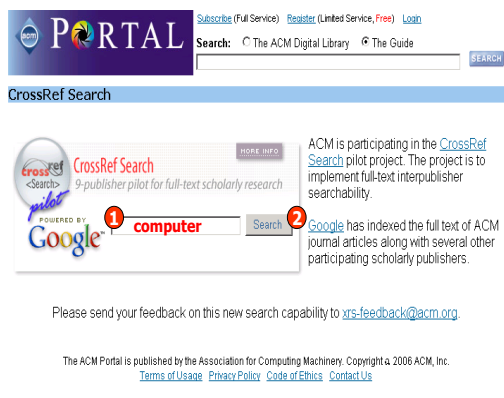 Subscribe (Full Service) Register (Limited Service, Free) Login
acm PORTAL
Search: The ACM Digital Library The Guide
SEARCH
CrossRef Search
MORE INFO
cross ref
<Search>
pilot
CrossRef Search
9-publisher pilot for full-text scholarly research
POWERED BY
Google™
1 computer Search 2
ACM is participating in the CrossRef
Search pilot project. The project is to
implement full-text interpublisher
searchability.
Google has indexed the full text of ACM
journal articles along with several other
participating scholarly publishers.
Please send your feedback on this new search capability to xrs-feedback@acm.org.
The ACM Portal is published by the Association for Computing Machinery. Copyright © 2006 ACM, Inc.
Terms of Usage Privacy Policy Code of Ethics Contact Us